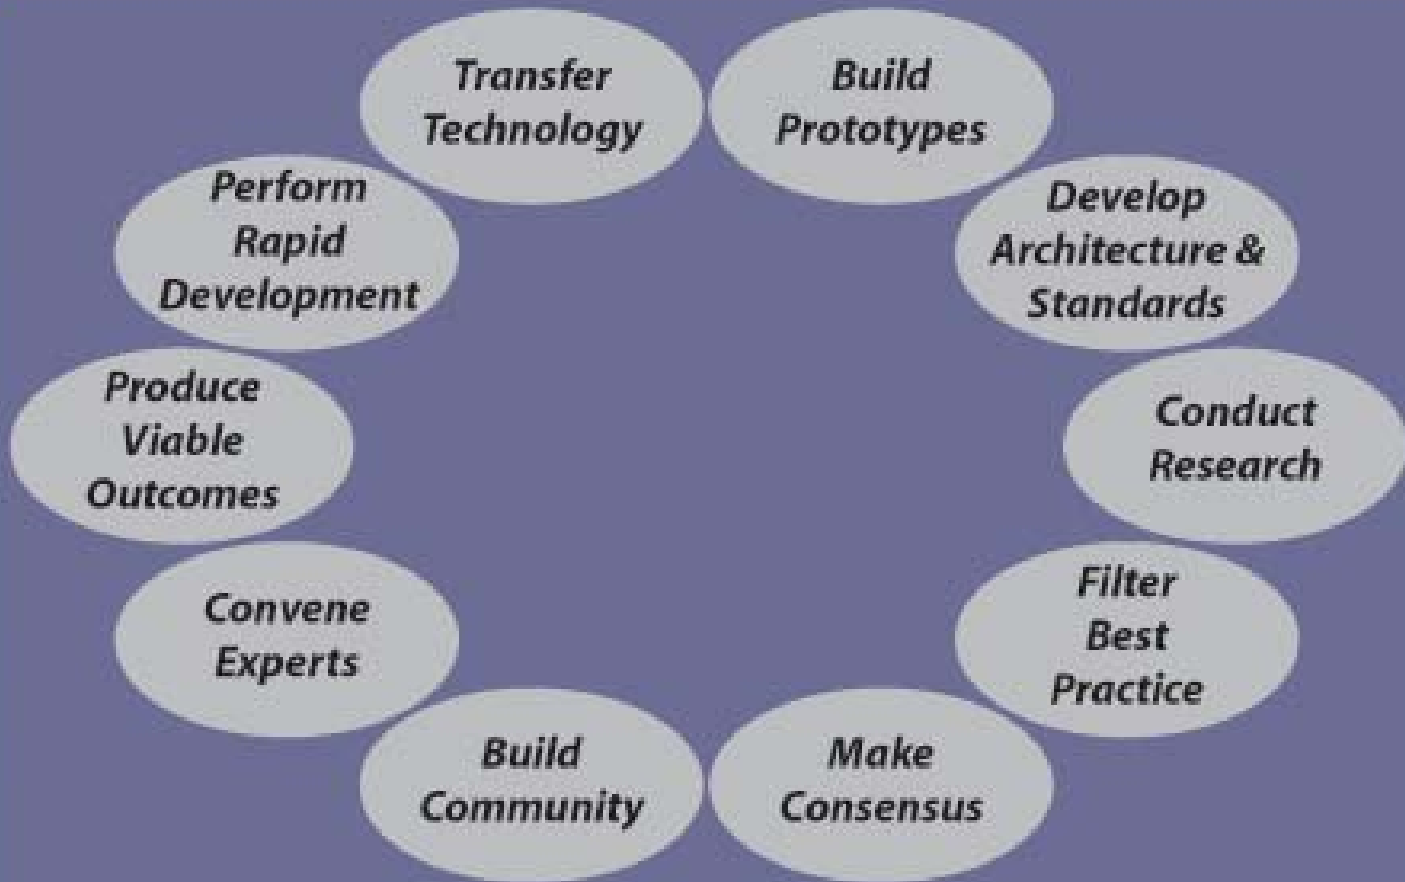 Transfer
Technology
Build
Prototypes
Perform
Rapid
Development
Develop
Architecture &
Standards
Produce
Viable
Outcomes
Conduct
Research
Convene
Experts
Filter
Best
Practice
Build
Community
Make
Consensus